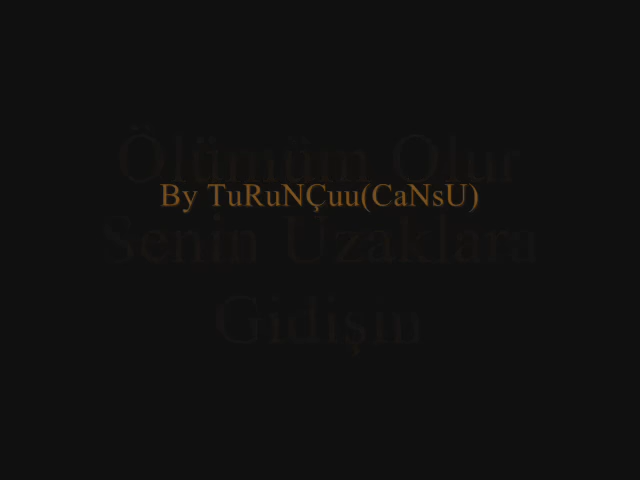 Ölümüm Olur
By TuRuNÇuu(CaNsU)
Senin Uzaklara
Gidişin